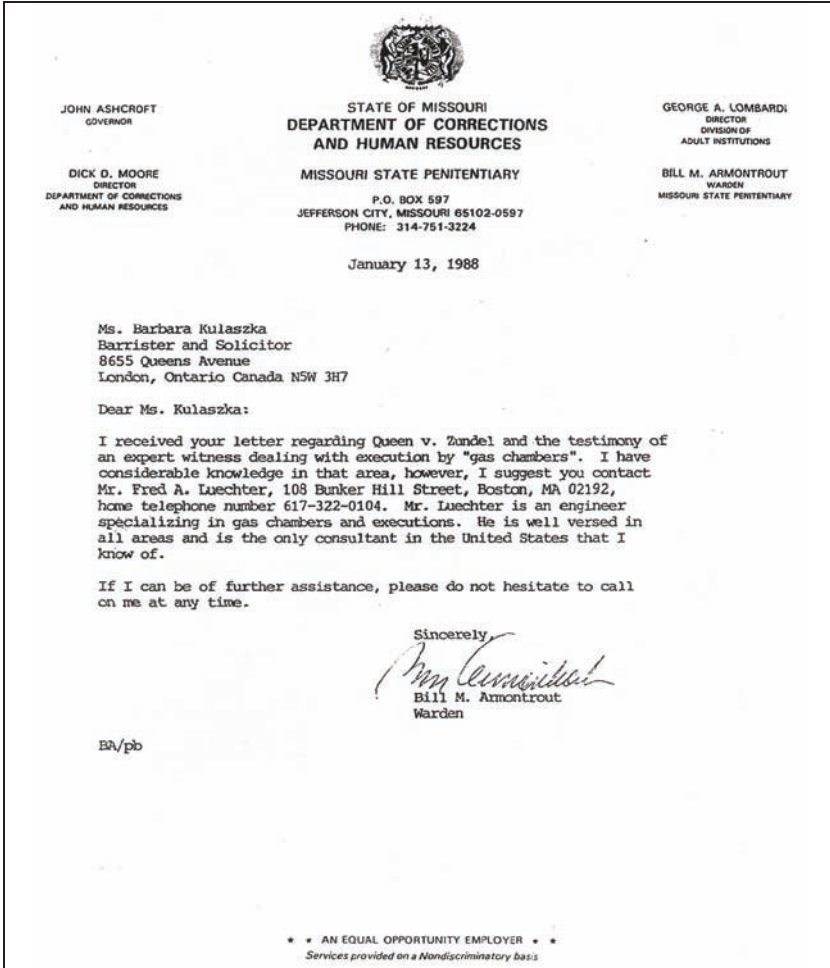 JOHN ASHCROFT
GOVERNOR
DICK D. MOORE
DIRECTOR
DEPARTMENT OF CORRECTIONS
AND HUMAN RESOURCES
STATE OF MISSOURI
DEPARTMENT OF CORRECTIONS
AND HUMAN RESOURCES
MISSOURI STATE PENITENTIARY
P.O. BOX 597
JEFFERSON CITY, MISSOURI 65102-0597
PHONE: 314-751-3224
GEORGE A. LOMBARDI
DIRECTOR
DIVISION OF
ADULT INSTITUTIONS
BILL M. ARMONTROUT
WARDEN
MISSOURI STATE PENITENTIARY
January 13, 1988
Ms. Barbara Kulaszka
Barrister and Solicitor
8655 Queens Avenue
London, Ontario Canada N5W 3H7
Dear Ms. Kulaszka:
I received your letter regarding Queen v. Zundel and the testimony of
an expert witness dealing with execution by "gas chambers". I have
considerable knowledge in that area, however, I suggest you contact
Mr. Fred A. Luechter, 108 Bunker Hill Street, Boston, MA 02192,
home telephone number 617-322-0104. Mr. Luechter is an engineer
specializing in gas chambers and executions. He is well versed in
all areas and is the only consultant in the United States that I
know of.
If I can be of further assistance, please do not hesitate to call
on me at any time.
Sincerely,
Bill M. Armontrout
Warden
BA/pb
* * AN EQUAL OPPORTUNITY EMPLOYER * *
Services provided on a Nondiscriminatory basis